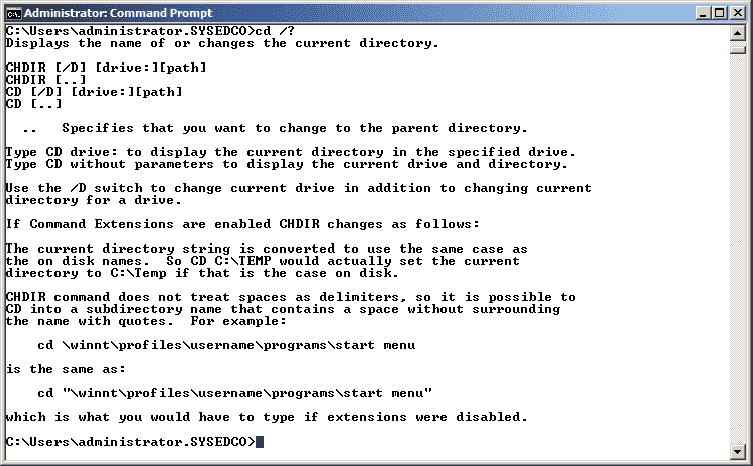 Administrator: Command Prompt
C:\Users\administrator.SYSEDCO>cd /?
Displays the name of or changes the current directory.
CHDIR [/D] [drive:][path]
CHDIR [..]
CD [/D] [drive:][path]
CD [..]
.. Specifies that you want to change to the parent directory.
Type CD drive: to display the current directory in the specified drive.
Type CD without parameters to display the current drive and directory.
Use the /D switch to change current drive in addition to changing current
directory for a drive.
If Command Extensions are enabled CHDIR changes as follows:
The current directory string is converted to use the same case as
the on disk names.  So CD C:\TEMP would actually set the current
directory to C:\Temp if that is the case on disk.
CHDIR command does not treat spaces as delimiters, so it is possible to
CD into a subdirectory name that contains a space without surrounding
the name with quotes.  For example:
cd \winnt\profiles\username\programs\start menu
is the same as:
cd "\winnt\profiles\username\programs\start menu"
which is what you would have to type if extensions were disabled.
C:\Users\administrator.SYSEDCO>